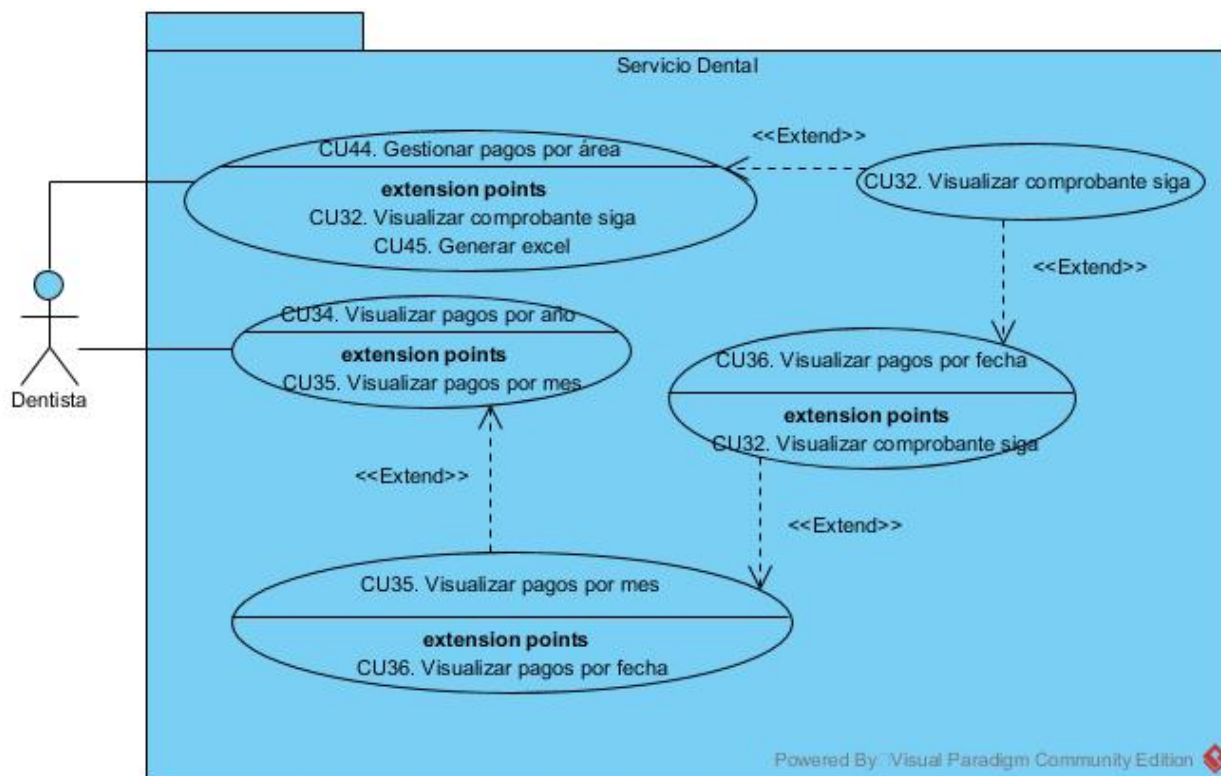 Servicio Dental
CU44. Gestionar pagos por área
extension points
CU32. Visualizar comprobante siga
CU45. Generar excel
<<Extend>>
CU32. Visualizar comprobante siga
<<Extend>>
CU34. Visualizar pagos por año
extension points
CU35. Visualizar pagos por mes
Dentista
CU36. Visualizar pagos por fecha
extension points
CU32. Visualizar comprobante siga
<<Extend>>
<<Extend>>
CU35. Visualizar pagos por mes
extension points
CU36. Visualizar pagos por fecha
Powered By Visual Paradigm Community Edition